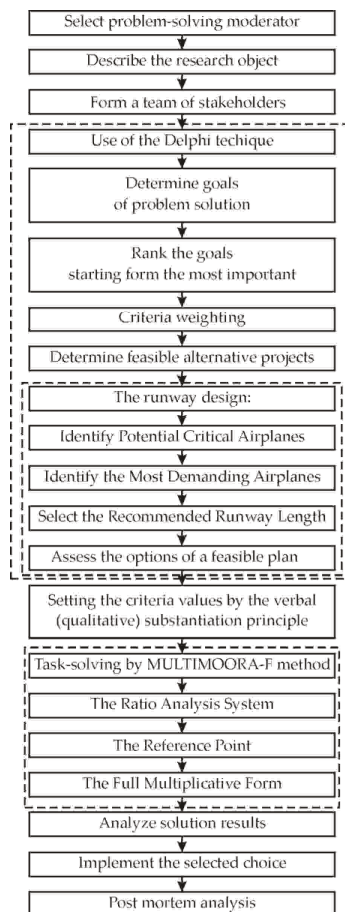 Select problem-solving moderator
Describe the research object
Form a team of stakeholders
Use of the Delphi techique
Determine goals
of problem solution
Rank the goals
starting form the most important
Criteria weighting
Determine feasible alternative projects
The runway design:
Identify Potential Critical Airplanes
Identify the Most Demanding Airplanes
Select the Recommended Runway Length
Assess the options of a feasible plan
Setting the criteria values by the verbal
(qualitative) substantiation principle
Task-solving by MULTIMOORA-F method
The Ratio Analysis System
The Reference Point
The Full Multiplicative Form
Analyze solution results
Implement the selected choice
Post mortem analysis